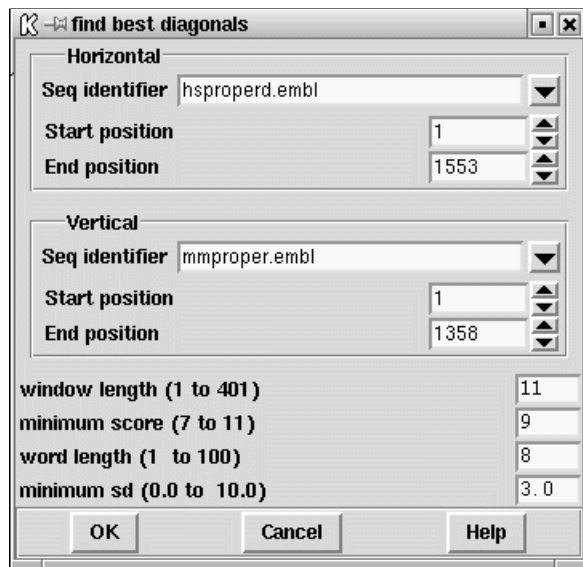 find best diagonals
Horizontal
Seq identifier hsproperd.embl
Start position 1
End position 1553
Vertical
Seq identifier mmproper.embl
Start position 1
End position 1358
window length (1 to 401) 11
minimum score (7 to 11) 9
word length (1 to 100) 8
minimum sd (0.0 to 10.0) 3.0
OK Cancel Help